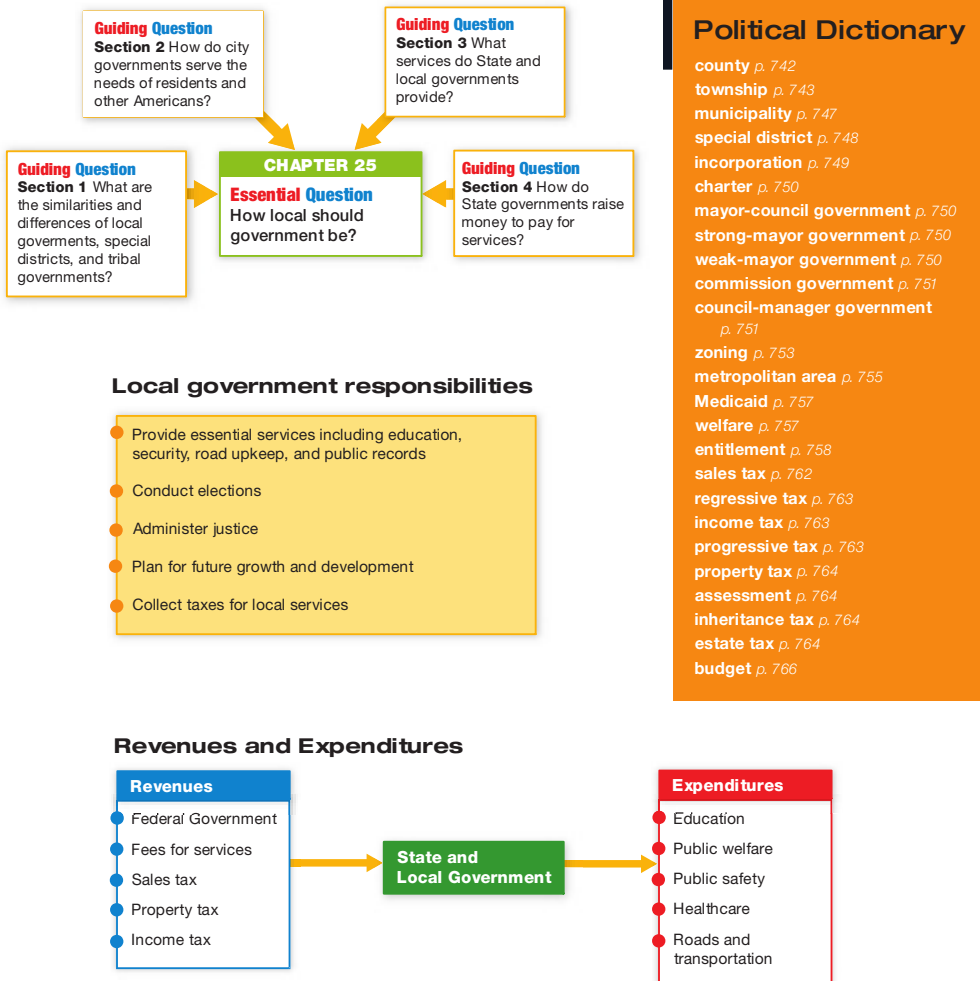 Guiding Question
Section 2 How do city
governments serve the
needs of residents and
other Americans?
Guiding Question
Section 3 What
services do State and
local governments
provide?
Guiding Question
Section 1 What are
the similarities and
differences of local
goverments, special
districts, and tribal
governments?
CHAPTER 25
Essential Question
How local should
government be?
Guiding Question
Section 4 How do
State governments raise
money to pay for
services?
Local government responsibilities
Provide essential services including education,
security, road upkeep, and public records
Conduct elections
Administer justice
Plan for future growth and development
Collect taxes for local services
Political Dictionary
county p. 742
township p. 743
municipality p. 747
special district p. 748
incorporation p. 749
charter p. 750
mayor-council government p. 750
strong-mayor government p. 750
weak-mayor government p. 750
commission government p. 751
council-manager government
p. 751
zoning p. 753
metropolitan area p. 755
Medicaid p. 757
welfare p. 757
entitlement p. 758
sales tax p. 762
regressive tax p. 763
income tax p. 763
progressive tax p. 763
property tax p. 764
assessment p. 764
inheritance tax p. 764
estate tax p. 764
budget p. 766
Revenues and Expenditures
Revenues
Federal Government
Fees for services
Sales tax
Property tax
Income tax
State and
Local Government
Expenditures
Education
Public welfare
Public safety
Healthcare
Roads and
transportation